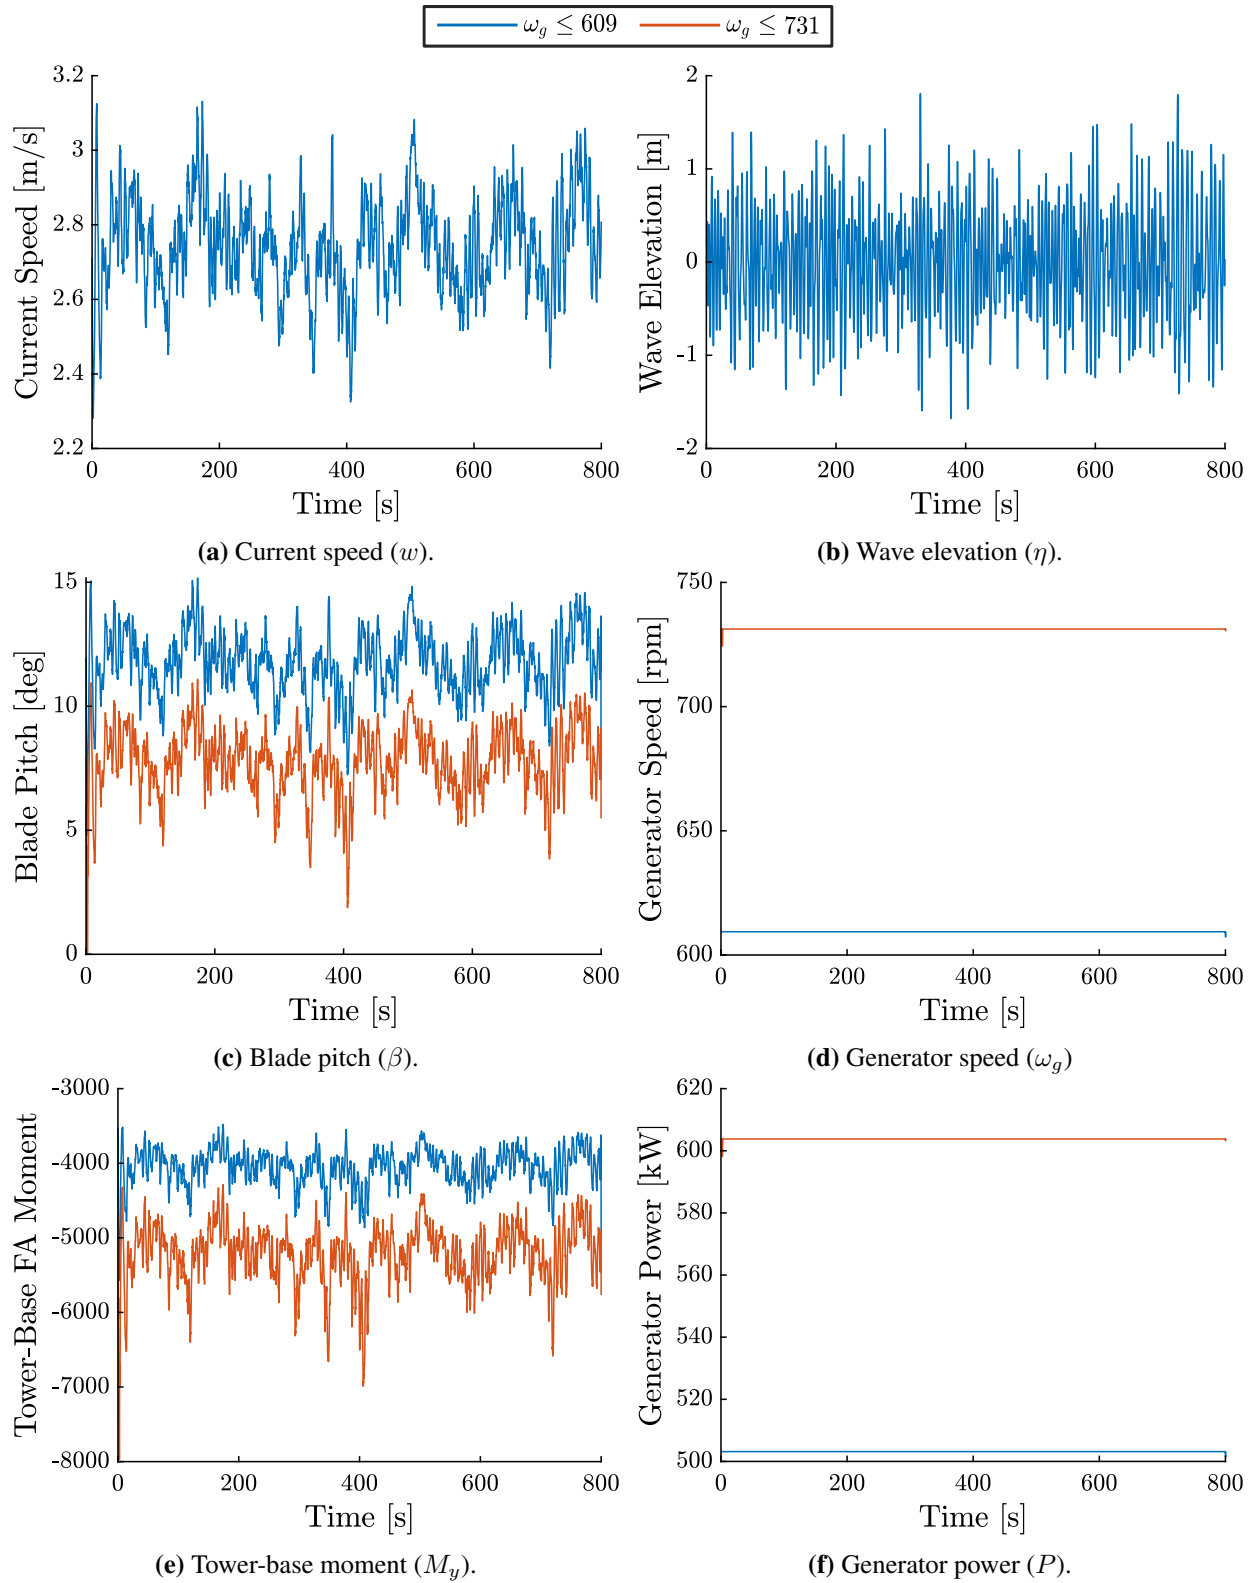 ω_g ≤ 609 ω_g ≤ 731
3.2
3
2.8
2.6
2.4
2.2
Current Speed [m/s]
0 200 400 600 800
Time [s]
(a) Current speed (w).
2
1
0
-1
-2
Wave Elevation [m]
0 200 400 600 800
Time [s]
(b) Wave elevation (η).
15
10
5
0
Blade Pitch [deg]
0 200 400 600 800
Time [s]
(c) Blade pitch (β).
750
700
650
600
Generator Speed [rpm]
0 200 400 600 800
Time [s]
(d) Generator speed (ω_g)
-3000
-4000
-5000
-6000
-7000
-8000
Tower-Base FA Moment
0 200 400 600 800
Time [s]
(e) Tower-base moment (M_y).
620
600
580
560
540
520
500
Generator Power [kW]
0 200 400 600 800
Time [s]
(f) Generator power (P).